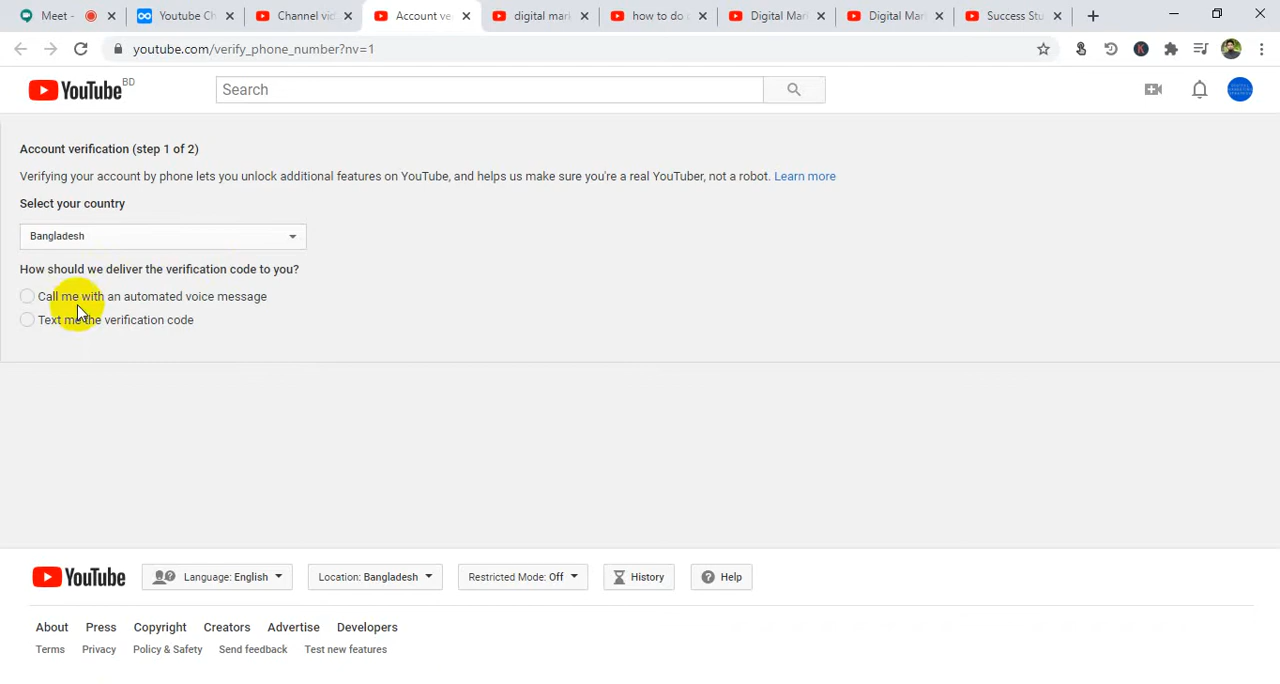 Meet -
Youtube Ch
Channel vid
Account ve
digital mark
how to do
Digital Mar
Digital Mar
Success Stu
youtube.com/verify_phone_number?nv=1
YouTube BD
Search
Account verification (step 1 of 2)
Verifying your account by phone lets you unlock additional features on YouTube, and helps us make sure you're a real YouTuber, not a robot. Learn more
Select your country
Bangladesh
How should we deliver the verification code to you?
Call me with an automated voice message
Text me the verification code
YouTube
Language: English
Location: Bangladesh
Restricted Mode: Off
History
Help
About Press Copyright Creators Advertise Developers
Terms Privacy Policy & Safety Send feedback Test new features